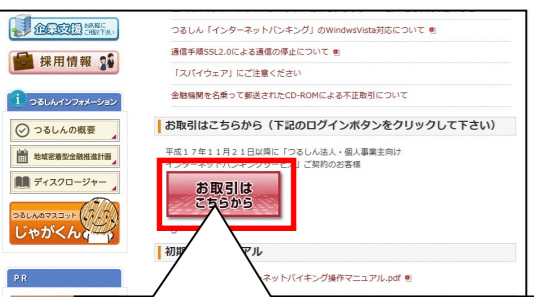 企業支援 お気軽にご相談下さい
採用情報
つるしんインフォメーション
つるしんの概要
地域密着型金融推進計画
ディスクロージャー
つるしんのマスコット
じゃがくん
PR
つるしん「インターネットバンキング」のWindwsVista対応について
通信手順SSL2.0による通信の停止について
「スパイウェア」にご注意ください
金融機関を名乗って郵送されたCD-ROMによる不正取引について
お取引はこちらから（下記のログインボタンをクリックして下さい）
平成１７年１１月２１日以降に「つるしん法人・個人事業主向け
インターネットバンキングサービス」ご契約のお客様
お取引は
こちらから
初期
アル
ネットバイキング操作マニュアル.pdf